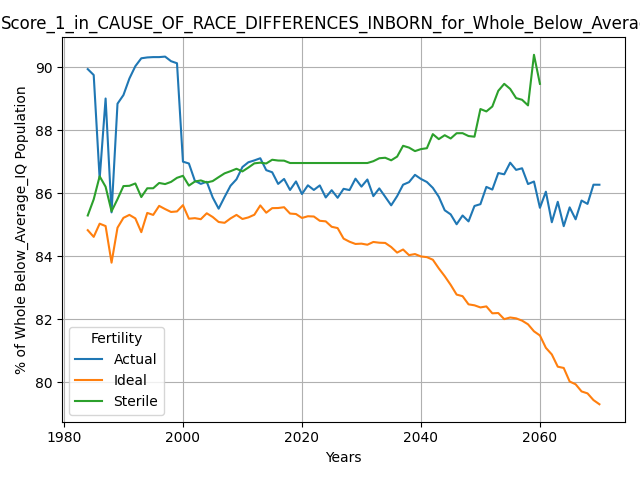 Score_1_in_CAUSE_OF_RACE_DIFFERENCES_INBORN_for_Whole_Below_Avera
% of Whole Below_Average_IQ Population
90
88
86
84
82
80
Fertility
Actual
Ideal
Sterile
1980
2000
2020
2040
2060
Years